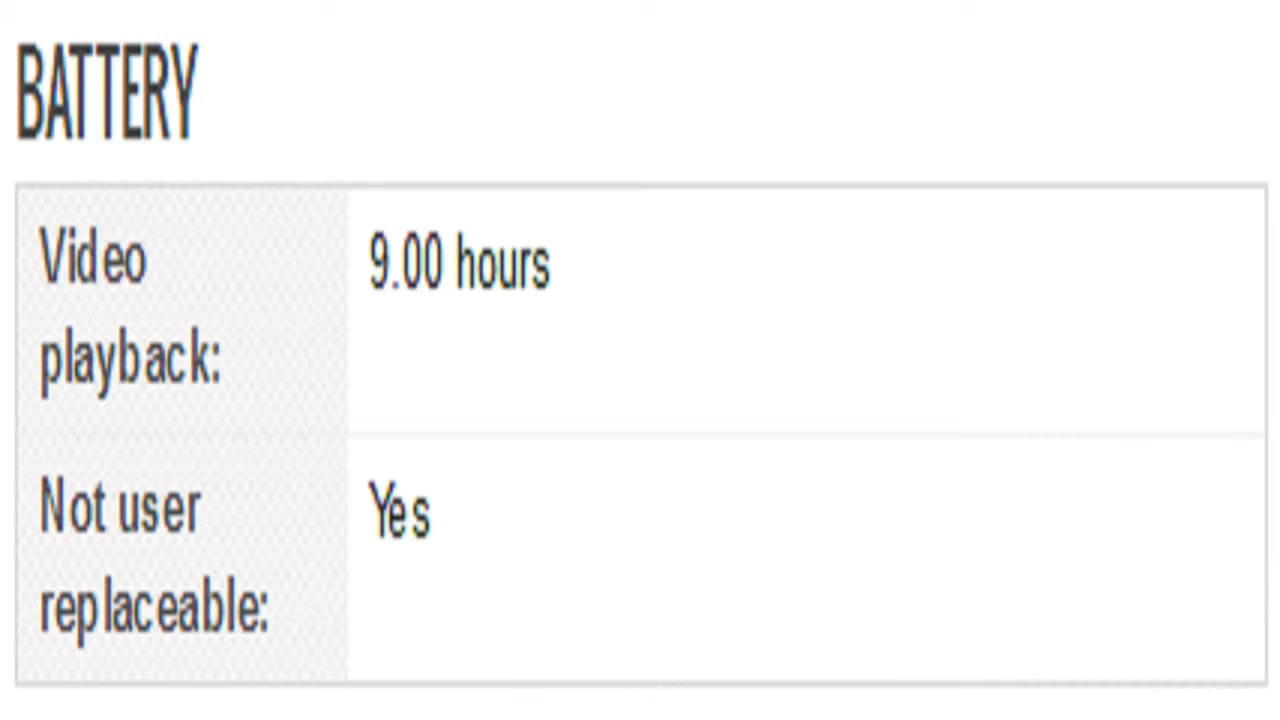 BATTERY
Video 9.00 hours
playback:
Not user Yes
replaceable: